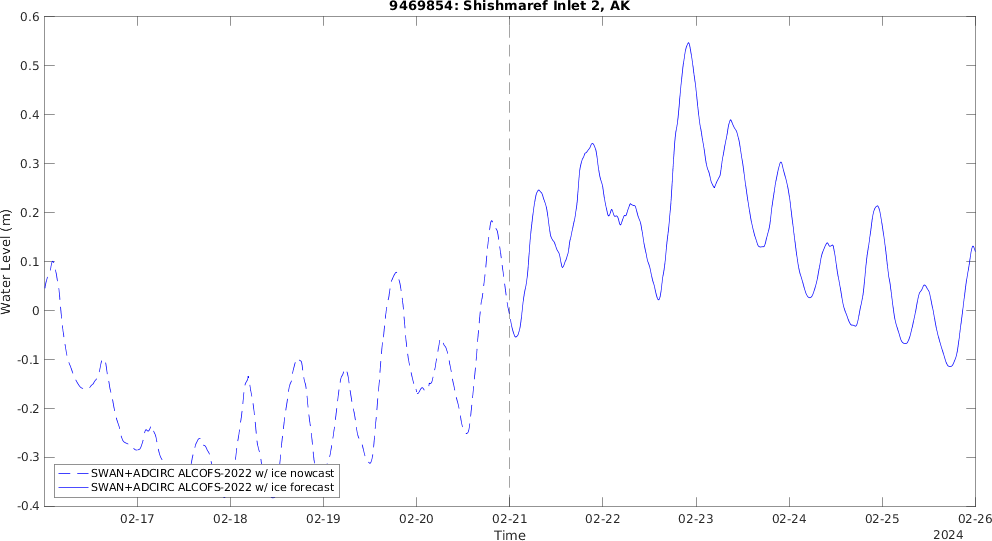 9469854: Shishmaref Inlet 2, AK
0.6
0.5
0.4
0.3
0.2
0.1
0
-0.1
-0.2
-0.3
-0.4
Water Level (m)
SWAN+ADCIRC ALCOFS-2022 w/ ice nowcast
SWAN+ADCIRC ALCOFS-2022 w/ ice forecast
02-17 02-18 02-19 02-20 02-21 02-22 02-23 02-24 02-25 02-26
Time
2024